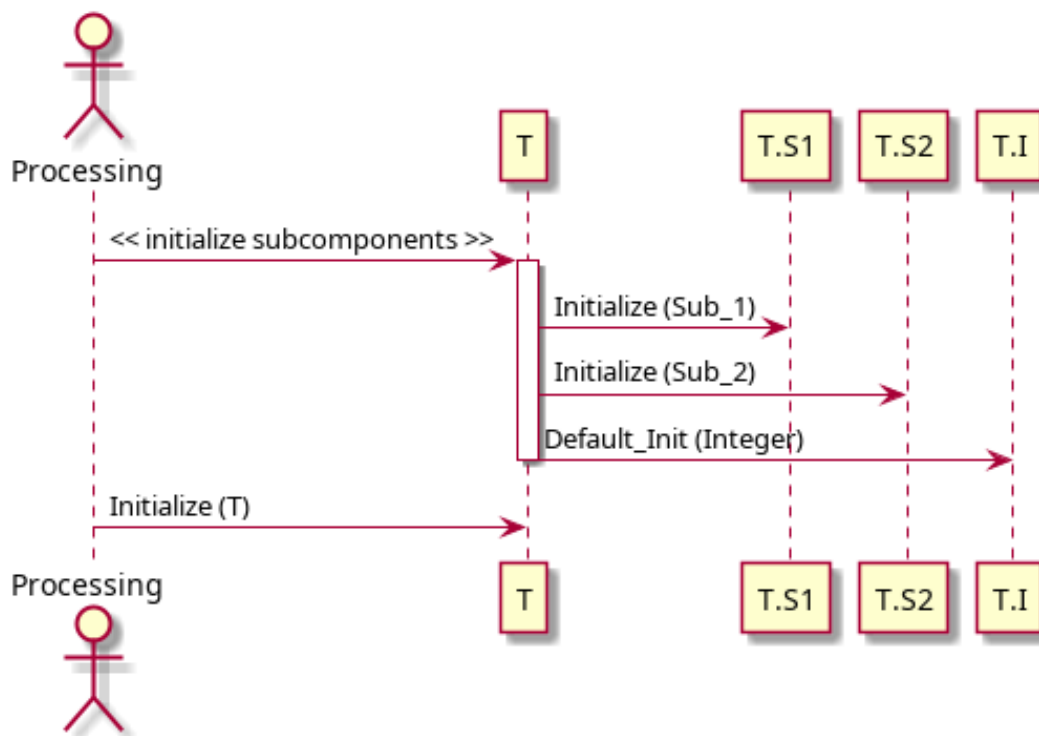 Processing
T
T.S1
T.S2
T.I
<< initialize subcomponents >>
Initialize (Sub_1)
Initialize (Sub_2)
Default_Init (Integer)
Initialize (T)
Processing
T
T.S1
T.S2
T.I